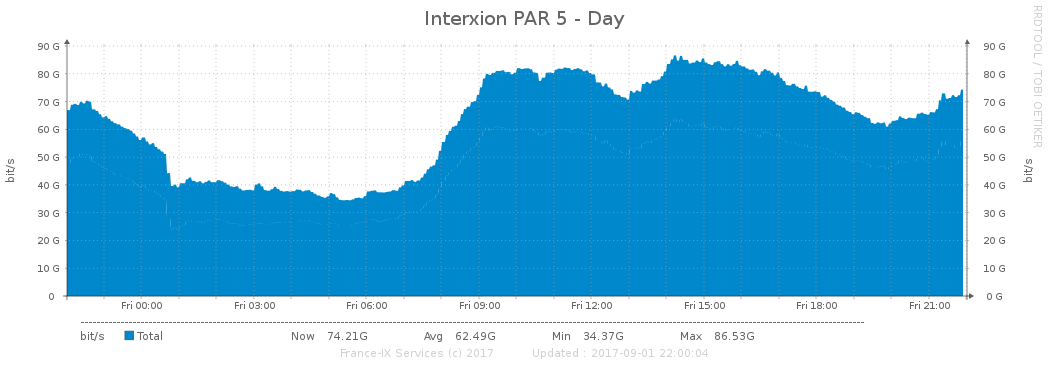 Interxion PAR 5 - Day
RRDTOOL / TOBI OETIKER
90 G 90 G
80 G 80 G
70 G 70 G
60 G 60 G
50 G 50 G
40 G 40 G
30 G 30 G
20 G 20 G
10 G 10 G
0 0 G
bit/s
bit/s
Fri 00:00 Fri 03:00 Fri 06:00 Fri 09:00 Fri 12:00 Fri 15:00 Fri 18:00 Fri 21:00
bit/s Total Now 74.21G Avg 62.49G Min 34.37G Max 86.53G
France-IX Services (c) 2017 Updated : 2017-09-01 22:00:04